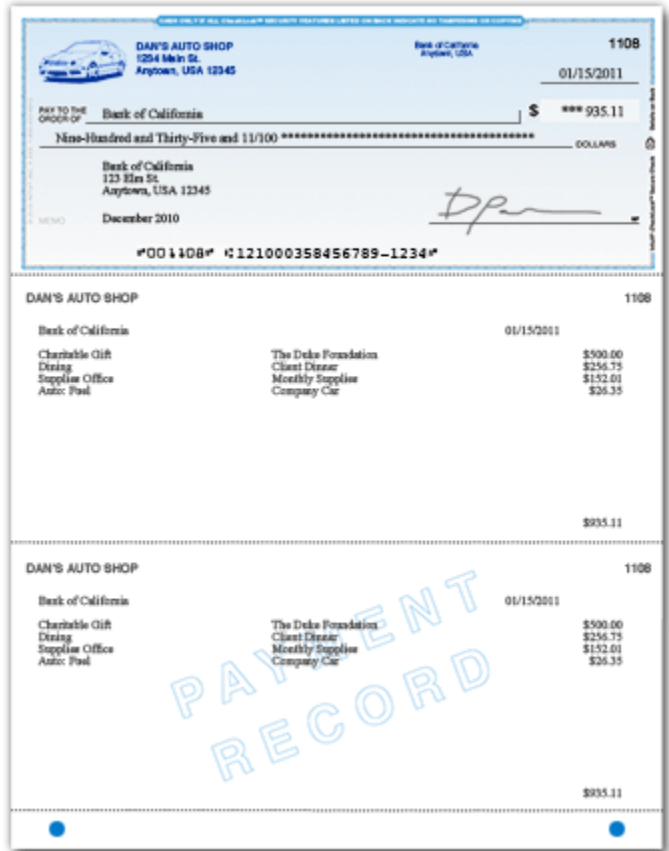 DAN'S AUTO SHOP
1234 Main St.
Anytown, USA 12345
Bank of California
Anytown, USA
1108
01/15/2011
PAY TO THE
ORDER OF
Bank of California
$ *** 935.11
Nine-Hundred and Thirty-Five and 11/100 ****************************************
DOLLARS
Bank of California
123 Elm St.
Anytown, USA 12345
MEMO December 2010
⑈001108⑈ ⑆121000358456789-1234⑈
DAN'S AUTO SHOP 1108
Bank of California 01/15/2011
Charitable Gift The Duke Foundation $500.00
Dining Client Dinner $256.75
Supplies Office Monthly Supplies $152.01
Auto: Fuel Company Car $26.35
$935.11
DAN'S AUTO SHOP 1108
Bank of California 01/15/2011
Charitable Gift The Duke Foundation $500.00
Dining Client Dinner $256.75
Supplies Office Monthly Supplies $152.01
Auto: Fuel Company Car $26.35
PAYMENT
RECORD
$935.11